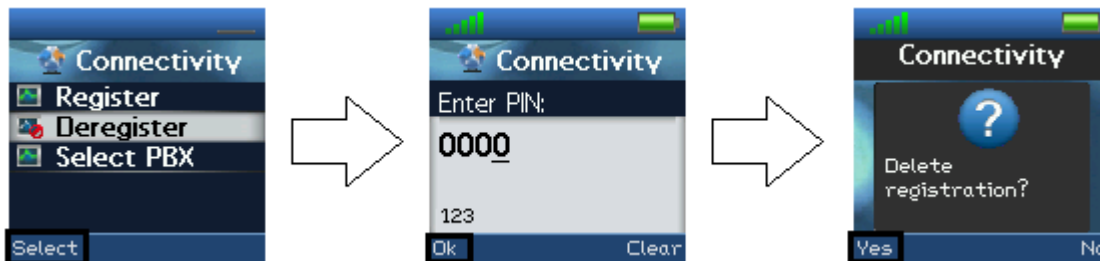 Connectivity
Register
Deregister
Select PBX
Select
Connectivity
Enter PIN:
0000
123
Ok Clear
Connectivity
?
Delete
registration?
Yes No